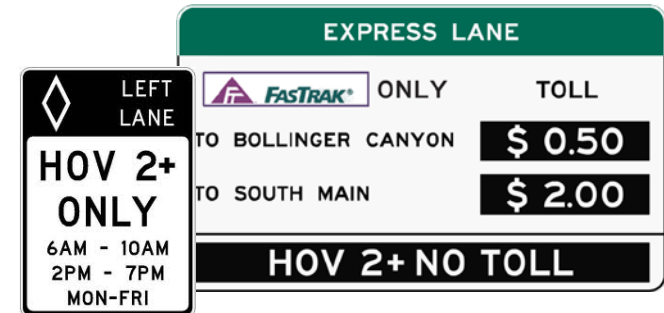 LEFT
LANE
HOV 2+
ONLY
6AM - 10AM
2PM - 7PM
MON-FRI
EXPRESS LANE
FASTRAK® ONLY TOLL
TO BOLLINGER CANYON $ 0.50
TO SOUTH MAIN $ 2.00
HOV 2+ NO TOLL